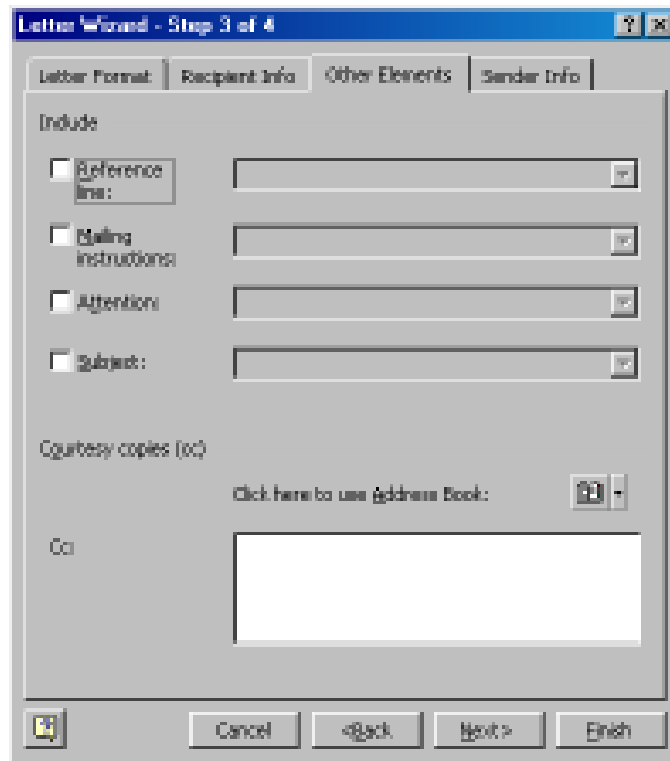 Letter Wizard - Step 3 of 4
Letter Format Recipient Info Other Elements Sender Info
Include
Reference
line:
Mailing
instructions:
Attention:
Subject:
Courtesy copies (cc)
Click here to use Address Book:
Cc:
Cancel <Back Next> Finish